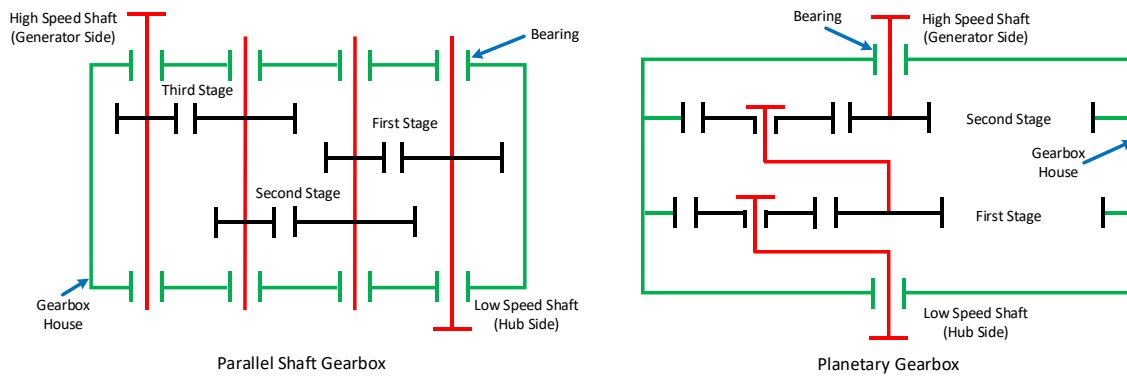 High Speed Shaft
(Generator Side)
Bearing
Third Stage
First Stage
Second Stage
Gearbox
House
Low Speed Shaft
(Hub Side)
Parallel Shaft Gearbox
Bearing
High Speed Shaft
(Generator Side)
Second Stage
Gearbox
House
First Stage
Low Speed Shaft
(Hub Side)
Planetary Gearbox